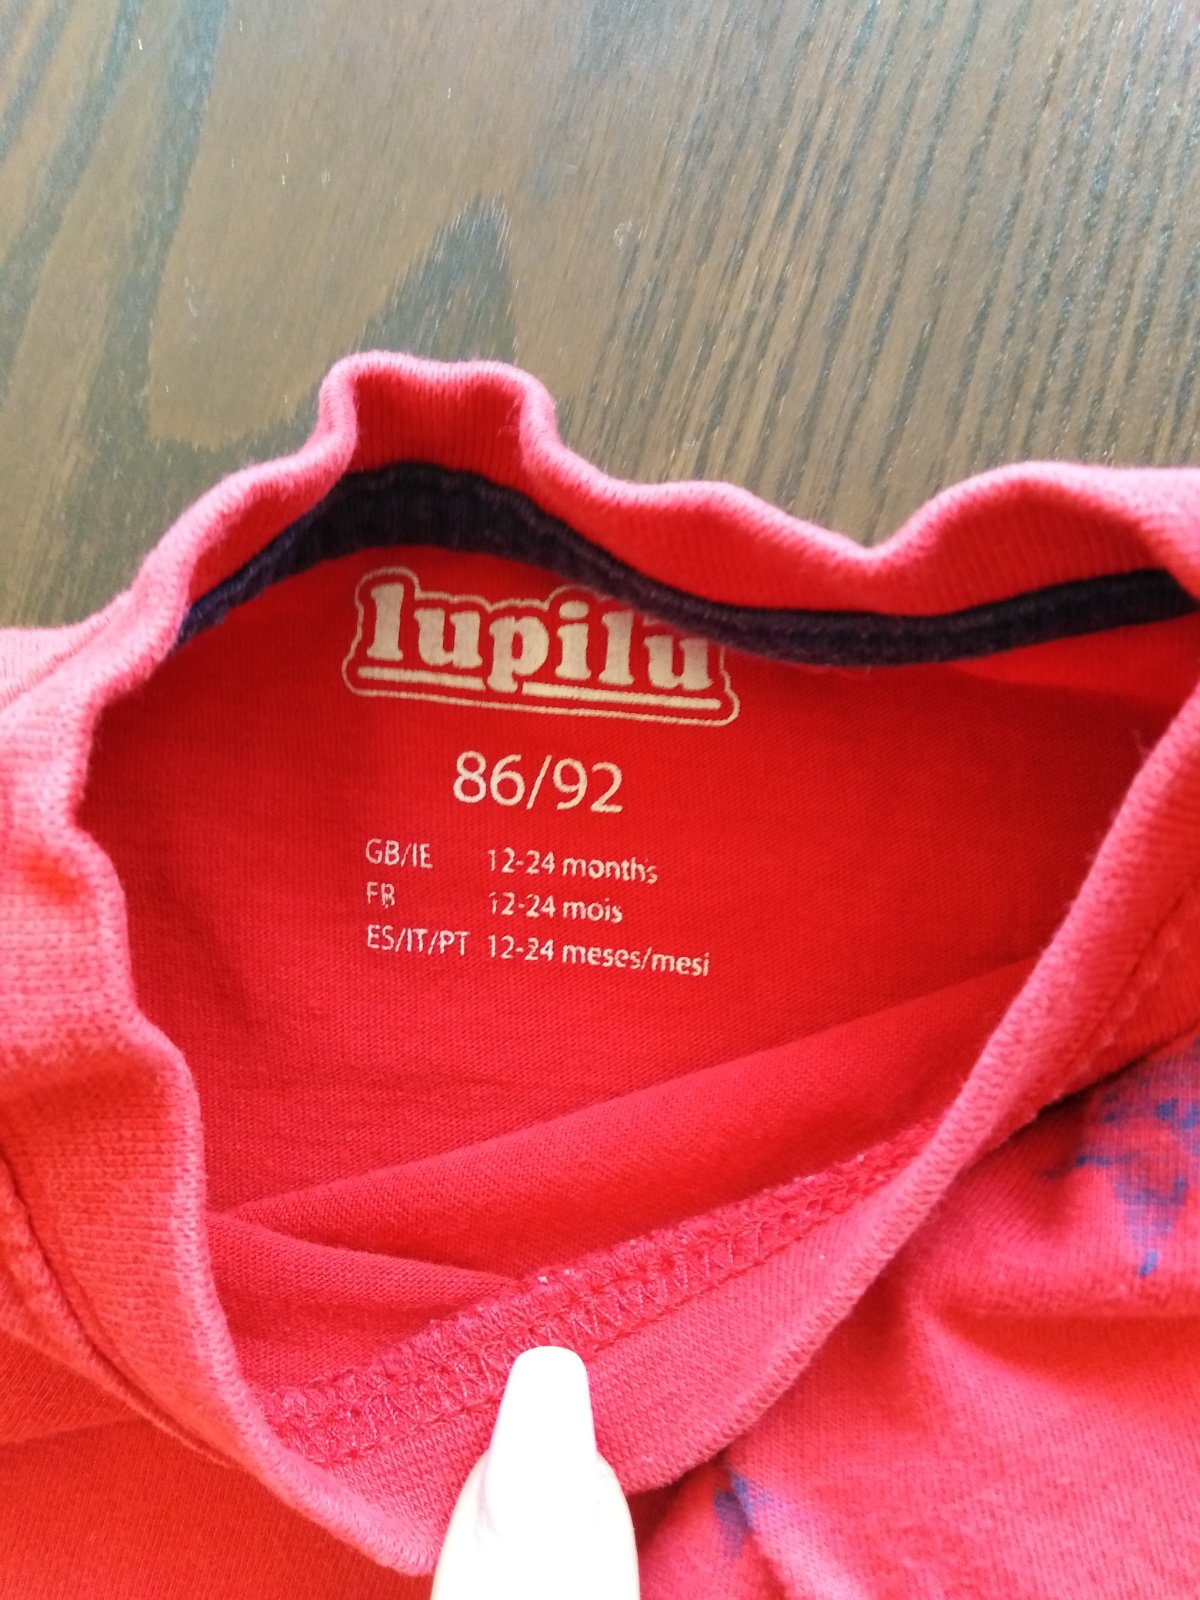 lupilu
86/92
GB/IE 12-24 months
FR 12-24 mois
ES/IT/PT 12-24 meses/mesi